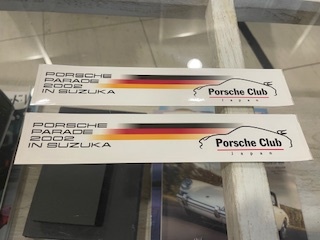 PORSCHE
PARADE
2002
IN SUZUKA
Porsche Club
Japan
PORSCHE
PARADE
2002
IN SUZUKA
Porsche Club
Japan